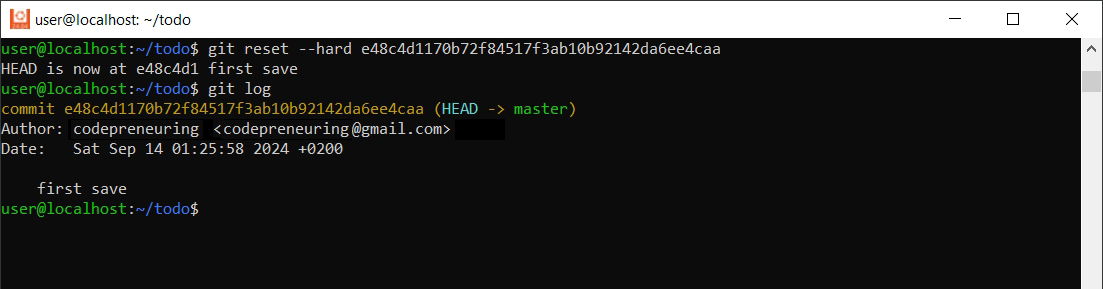 user@localhost: ~/todo
user@localhost:~/todo$ git reset --hard e48c4d1170b72f84517f3ab10b92142da6ee4caa
HEAD is now at e48c4d1 first save
user@localhost:~/todo$ git log
commit e48c4d1170b72f84517f3ab10b92142da6ee4caa (HEAD -> master)
Author: codepreneuring <codepreneuring@gmail.com>
Date:   Sat Sep 14 01:25:58 2024 +0200
first save
user@localhost:~/todo$